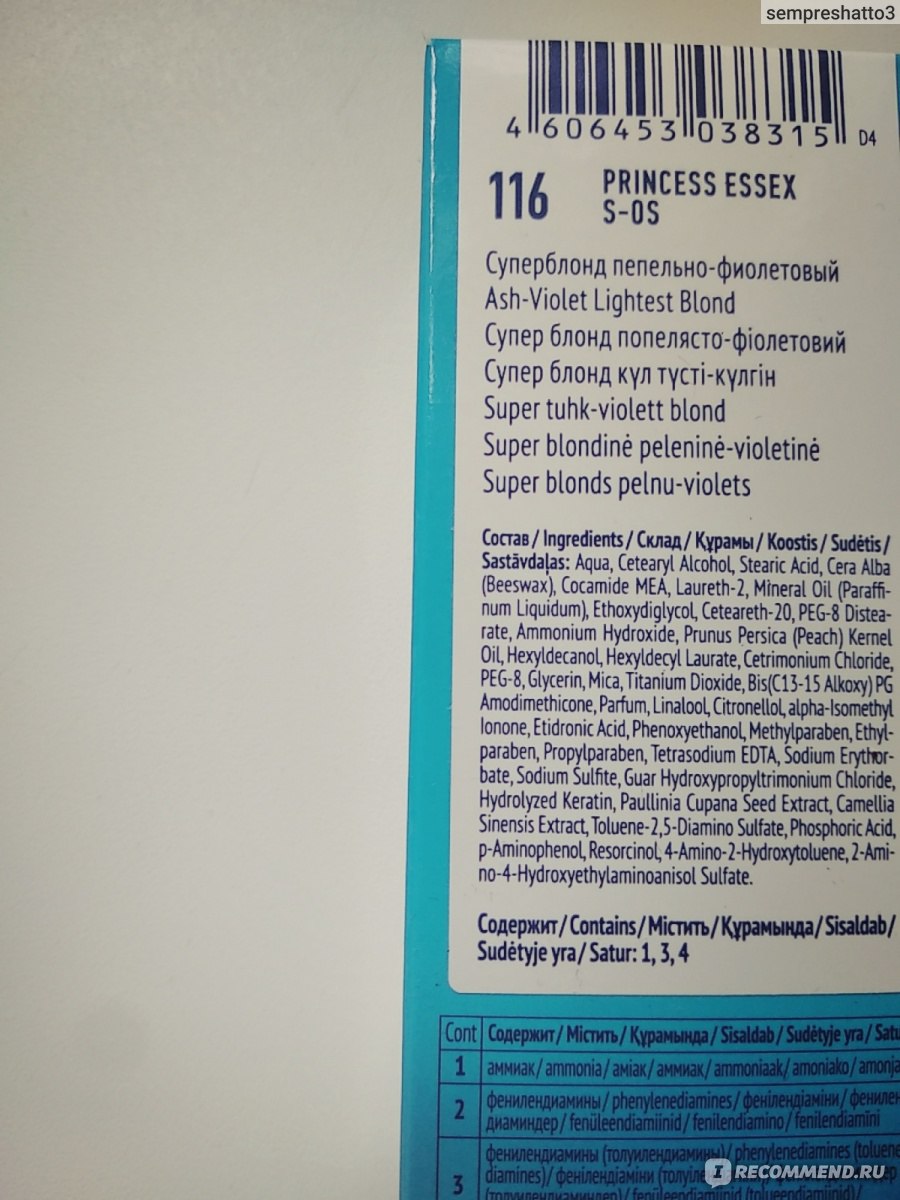 sempreshatto3
4 606453 038315 D4
116 PRINCESS ESSEX
S-OS
Суперблонд пепельно-фиолетовый
Ash-Violet Lightest Blond
Супер блонд попелясто-фіолетовий
Супер блонд күл түсті-күлгін
Super tuhk-violett blond
Super blondinė peleninė-violetinė
Super blonds pelnu-violets
Состав / Ingredients / Склад / Құрамы / Koostis / Sudėtis /
Sastāvdaļas: Aqua, Cetearyl Alcohol, Stearic Acid, Cera Alba
(Beeswax), Cocamide MEA, Laureth-2, Mineral Oil (Paraffi-
num Liquidum), Ethoxydiglycol, Ceteareth-20, PEG-8 Distea-
rate, Ammonium Hydroxide, Prunus Persica (Peach) Kernel
Oil, Hexyldecanol, Hexyldecyl Laurate, Cetrimonium Chloride,
PEG-8, Glycerin, Mica, Titanium Dioxide, Bis(C13-15 Alkoxy) PG
Amodimethicone, Parfum, Linalool, Citronellol, alpha-Isomethyl
Ionone, Etidronic Acid, Phenoxyethanol, Methylparaben, Ethyl-
paraben, Propylparaben, Tetrasodium EDTA, Sodium Erythor-
bate, Sodium Sulfite, Guar Hydroxypropyltrimonium Chloride,
Hydrolyzed Keratin, Paullinia Cupana Seed Extract, Camellia
Sinensis Extract, Toluene-2,5-Diamino Sulfate, Phosphoric Acid,
p-Aminophenol, Resorcinol, 4-Amino-2-Hydroxytoluene, 2-Ami-
no-4-Hydroxyethylaminoanisol Sulfate.
Содержит / Contains / Містить / Құрамында / Sisaldab /
Sudėtyje yra / Satur: 1, 3, 4
Cont Содержит / Містить / Құрамында / Sisaldab / Sudėtyje yra / Satu
1 аммиак / ammonia / аміак / аммиак / ammoniaak / amoniako / amonja
2 фенилендиамины / phenylenediamines / фенілендіаміни / фенилен
диаминдер / fenüleendiamiinid / fenilendiamino / fenilendiamīni
3 фенилендиамины (толуилендиамины) / phenylenediamines (toluene
diamines) / фенілендіаміни
IRECOMMEND.RU